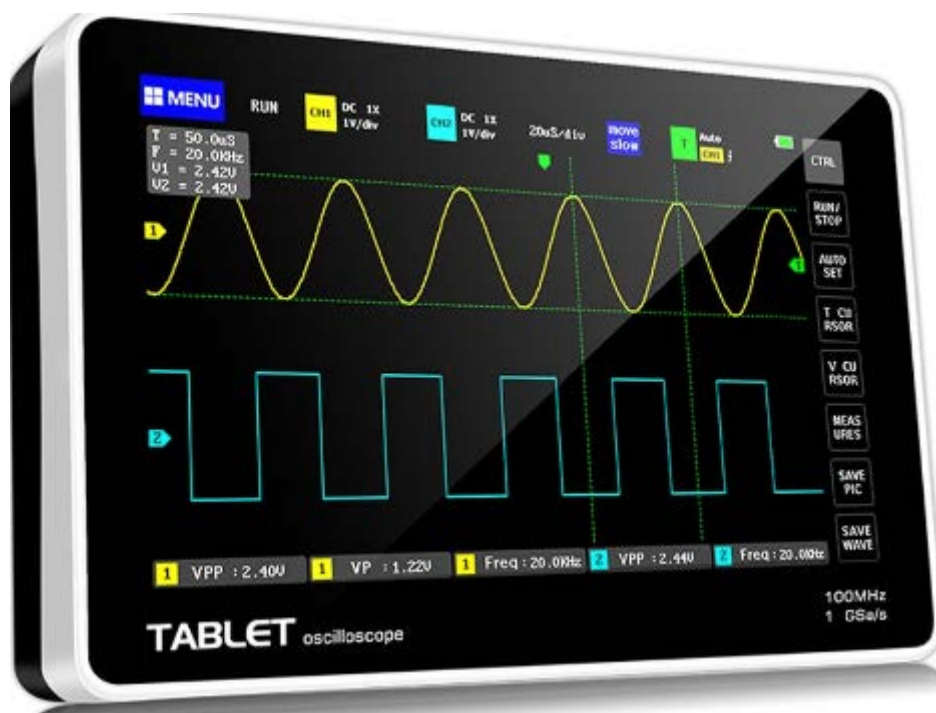 MENU
RUN
CH1
DC 1X
1V/div
CH2
DC 1X
1V/div
20uS/div
move
slow
T
Auto
CH1
CTRL
T = 50.0uS
F = 20.0KHz
V1 = 2.42V
V2 = 2.42V
RUN/
STOP
1
AUTO
SET
T CU
RSOR
V CU
RSOR
2
MEAS
URES
SAVE
PIC
SAVE
WAVE
1 VPP :2.40V
1 VP :1.22V
1 Freq:20.0KHz
2 VPP :2.44V
2 Freq:20.0KHz
100MHz
1 GSa/s
TABLET oscilloscope